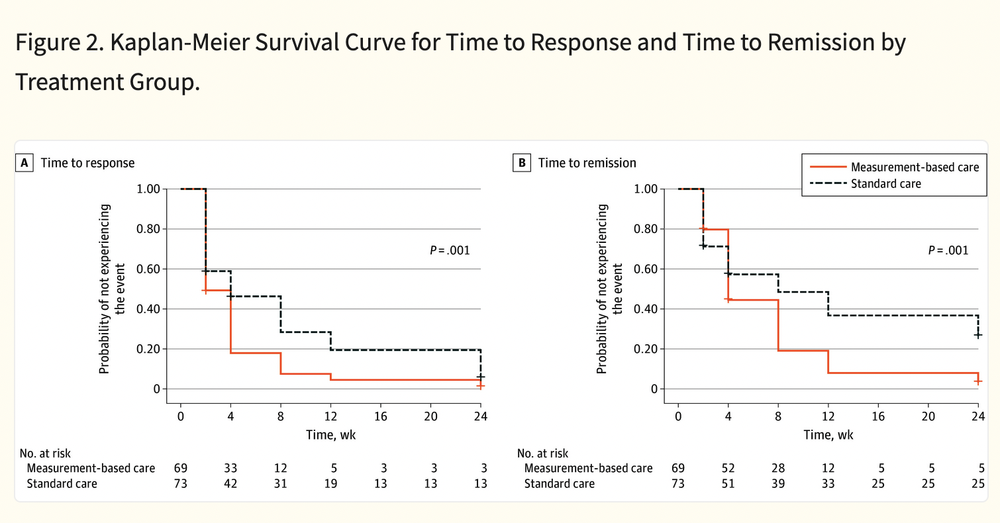 Figure 2. Kaplan-Meier Survival Curve for Time to Response and Time to Remission by
Treatment Group.
A Time to response
1.00
0.80
0.60
0.40
0.20
0
Probability of not experiencing
the event
P = .001
0 4 8 12 16 20 24
Time, wk
No. at risk
Measurement-based care 69 33 12 5 3 3 3
Standard care 73 42 31 19 13 13 13
B Time to remission
Measurement-based care
Standard care
1.00
0.80
0.60
0.40
0.20
0
Probability of not experiencing
the event
P = .001
0 4 8 12 16 20 24
Time, wk
No. at risk
Measurement-based care 69 52 28 12 5 5 5
Standard care 73 51 39 33 25 25 25